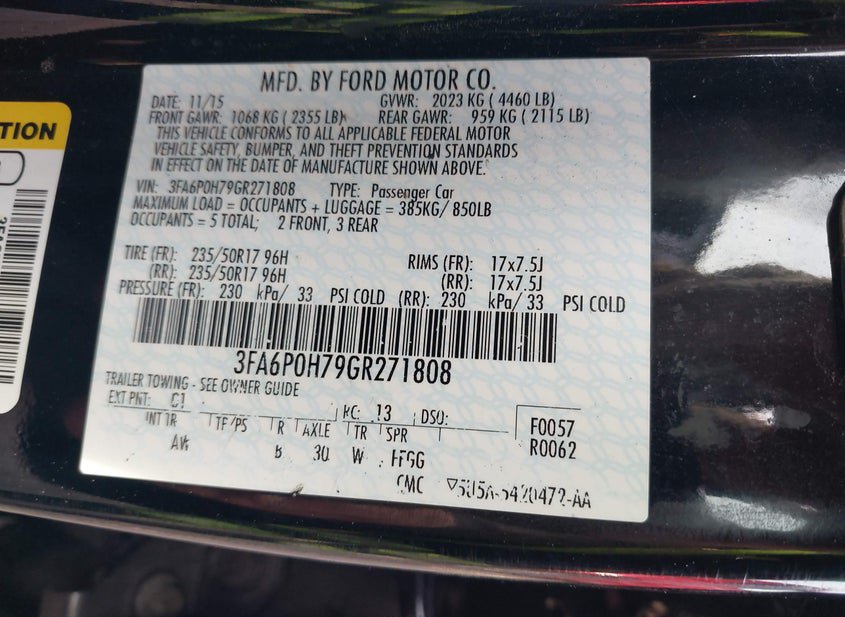 TION
MFD. BY FORD MOTOR CO.
DATE: 11/15 GVWR: 2023 KG ( 4460 LB)
FRONT GAWR: 1068 KG ( 2355 LB) REAR GAWR: 959 KG ( 2115 LB)
THIS VEHICLE CONFORMS TO ALL APPLICABLE FEDERAL MOTOR
VEHICLE SAFETY, BUMPER, AND THEFT PREVENTION STANDARDS
IN EFFECT ON THE DATE OF MANUFACTURE SHOWN ABOVE.
VIN: 3FA6P0H79GR271808 TYPE: Passenger Car
MAXIMUM LOAD = OCCUPANTS + LUGGAGE = 385KG/ 850LB
OCCUPANTS = 5 TOTAL; 2 FRONT, 3 REAR
TIRE (FR): 235/50R17 96H RIMS (FR): 17x7.5J
(RR): 235/50R17 96H (RR): 17x7.5J
PRESSURE (FR): 230 kPa/ 33 PSI COLD (RR): 230 kPa/ 33 PSI COLD
3FA6P0H79GR271808
TRAILER TOWING - SEE OWNER GUIDE
EXT PNT: RC: 13 DSO: F0057
INT TR TP/PS R AXLE TR SPR R0062
AW B 30 W